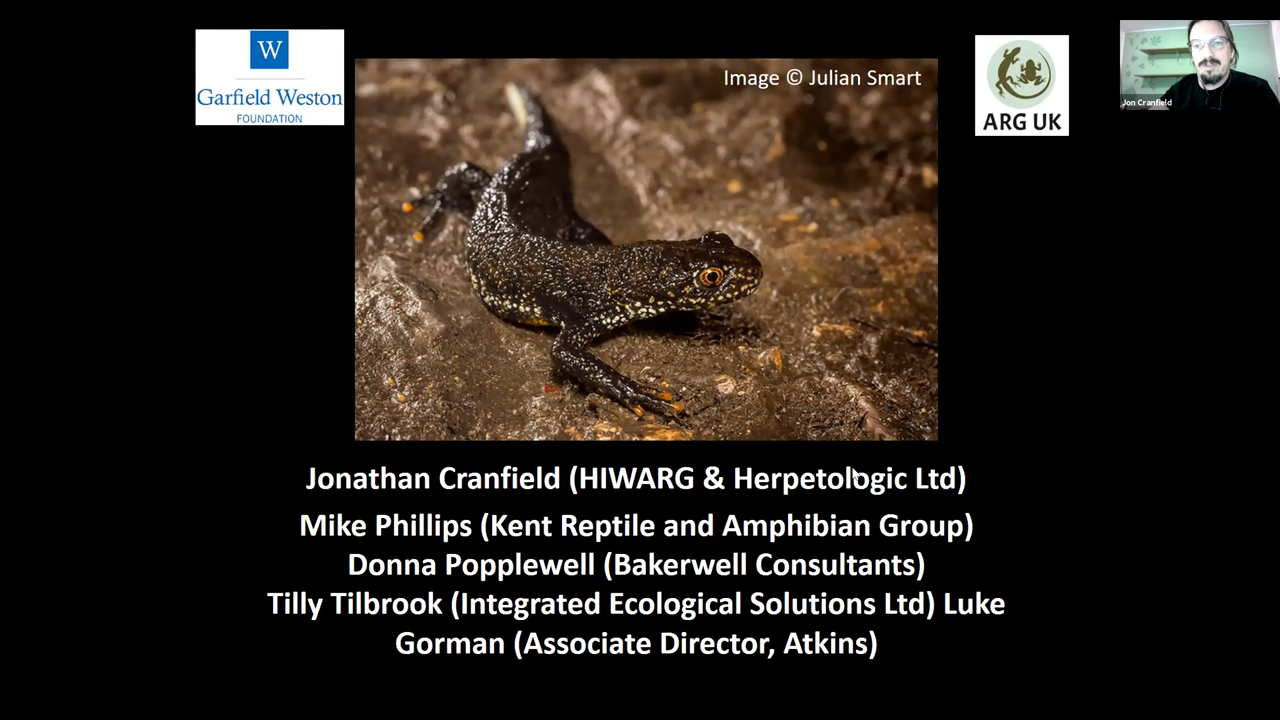 W
Garfield Weston
FOUNDATION
Image © Julian Smart
ARG UK
Jon Cranfield
Jonathan Cranfield (HIWARG & Herpetologic Ltd)
Mike Phillips (Kent Reptile and Amphibian Group)
Donna Popplewell (Bakerwell Consultants)
Tilly Tilbrook (Integrated Ecological Solutions Ltd) Luke
Gorman (Associate Director, Atkins)